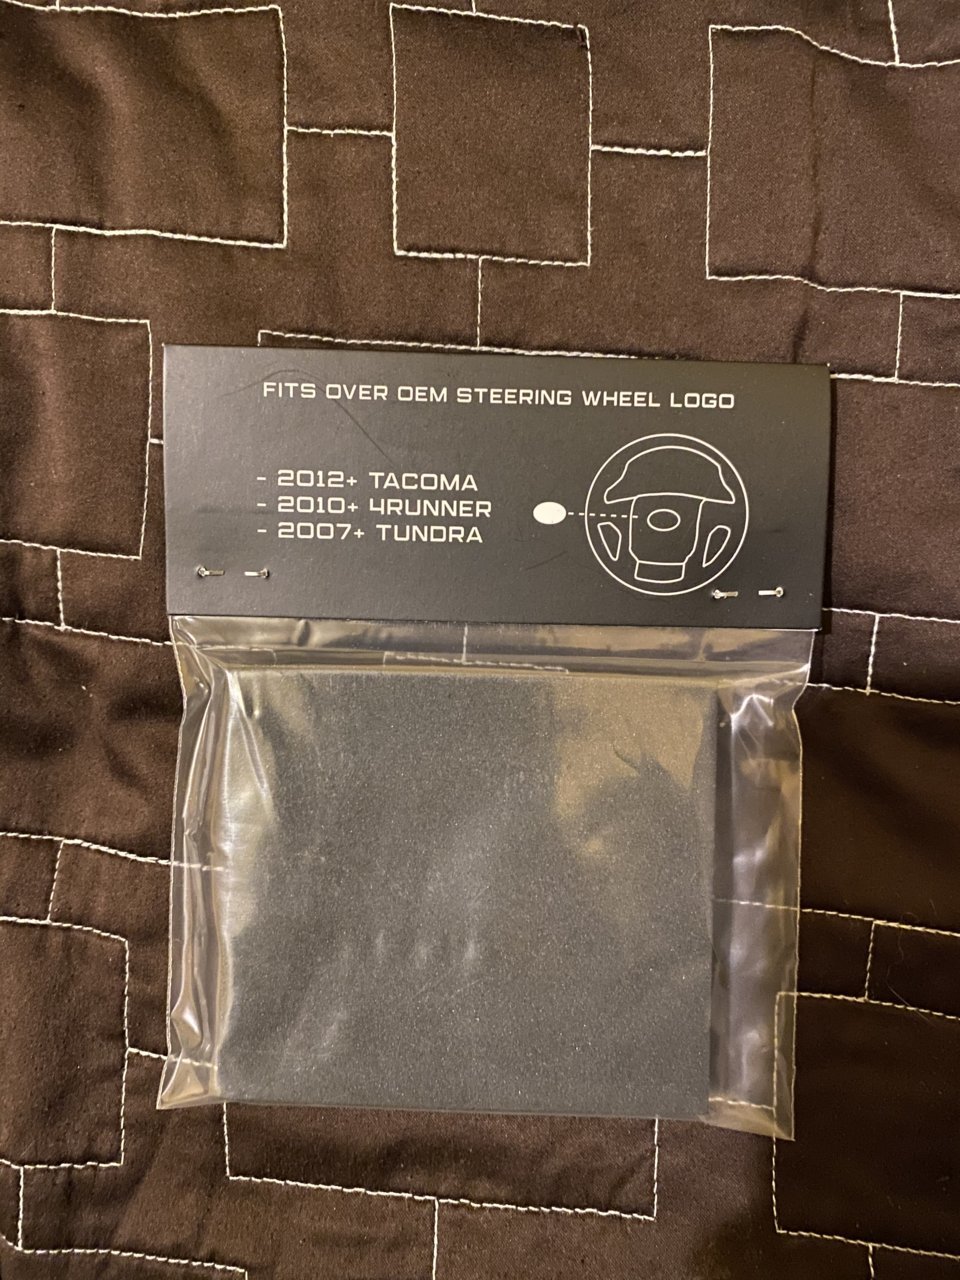 FITS OVER OEM STEERING WHEEL LOGO
- 2012+ TACOMA
- 2010+ 4RUNNER
- 2007+ TUNDRA